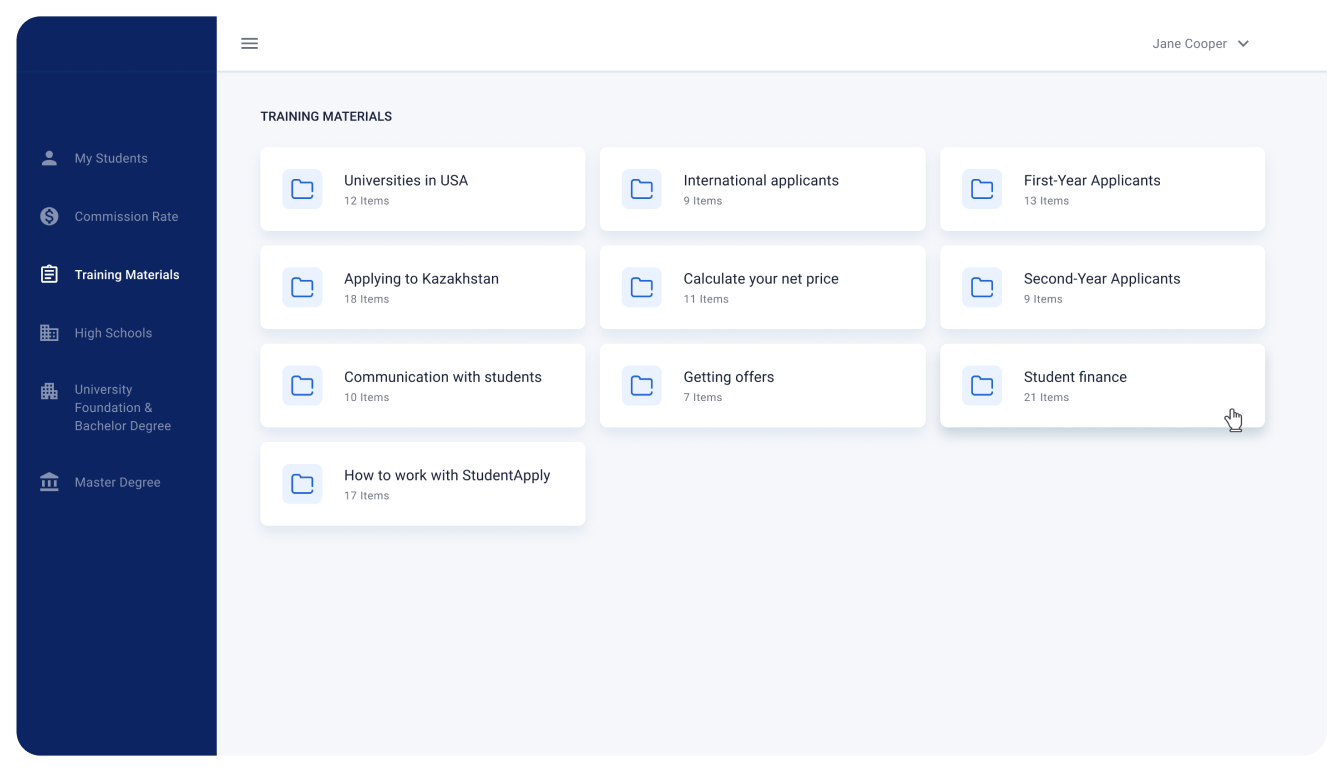 Jane Cooper
My Students
Commission Rate
Training Materials
High Schools
University
Foundation &
Bachelor Degree
Master Degree
TRAINING MATERIALS
Universities in USA
12 Items
International applicants
9 Items
First-Year Applicants
13 Items
Applying to Kazakhstan
18 Items
Calculate your net price
11 Items
Second-Year Applicants
9 Items
Communication with students
10 Items
Getting offers
7 Items
Student finance
21 Items
How to work with StudentApply
17 Items